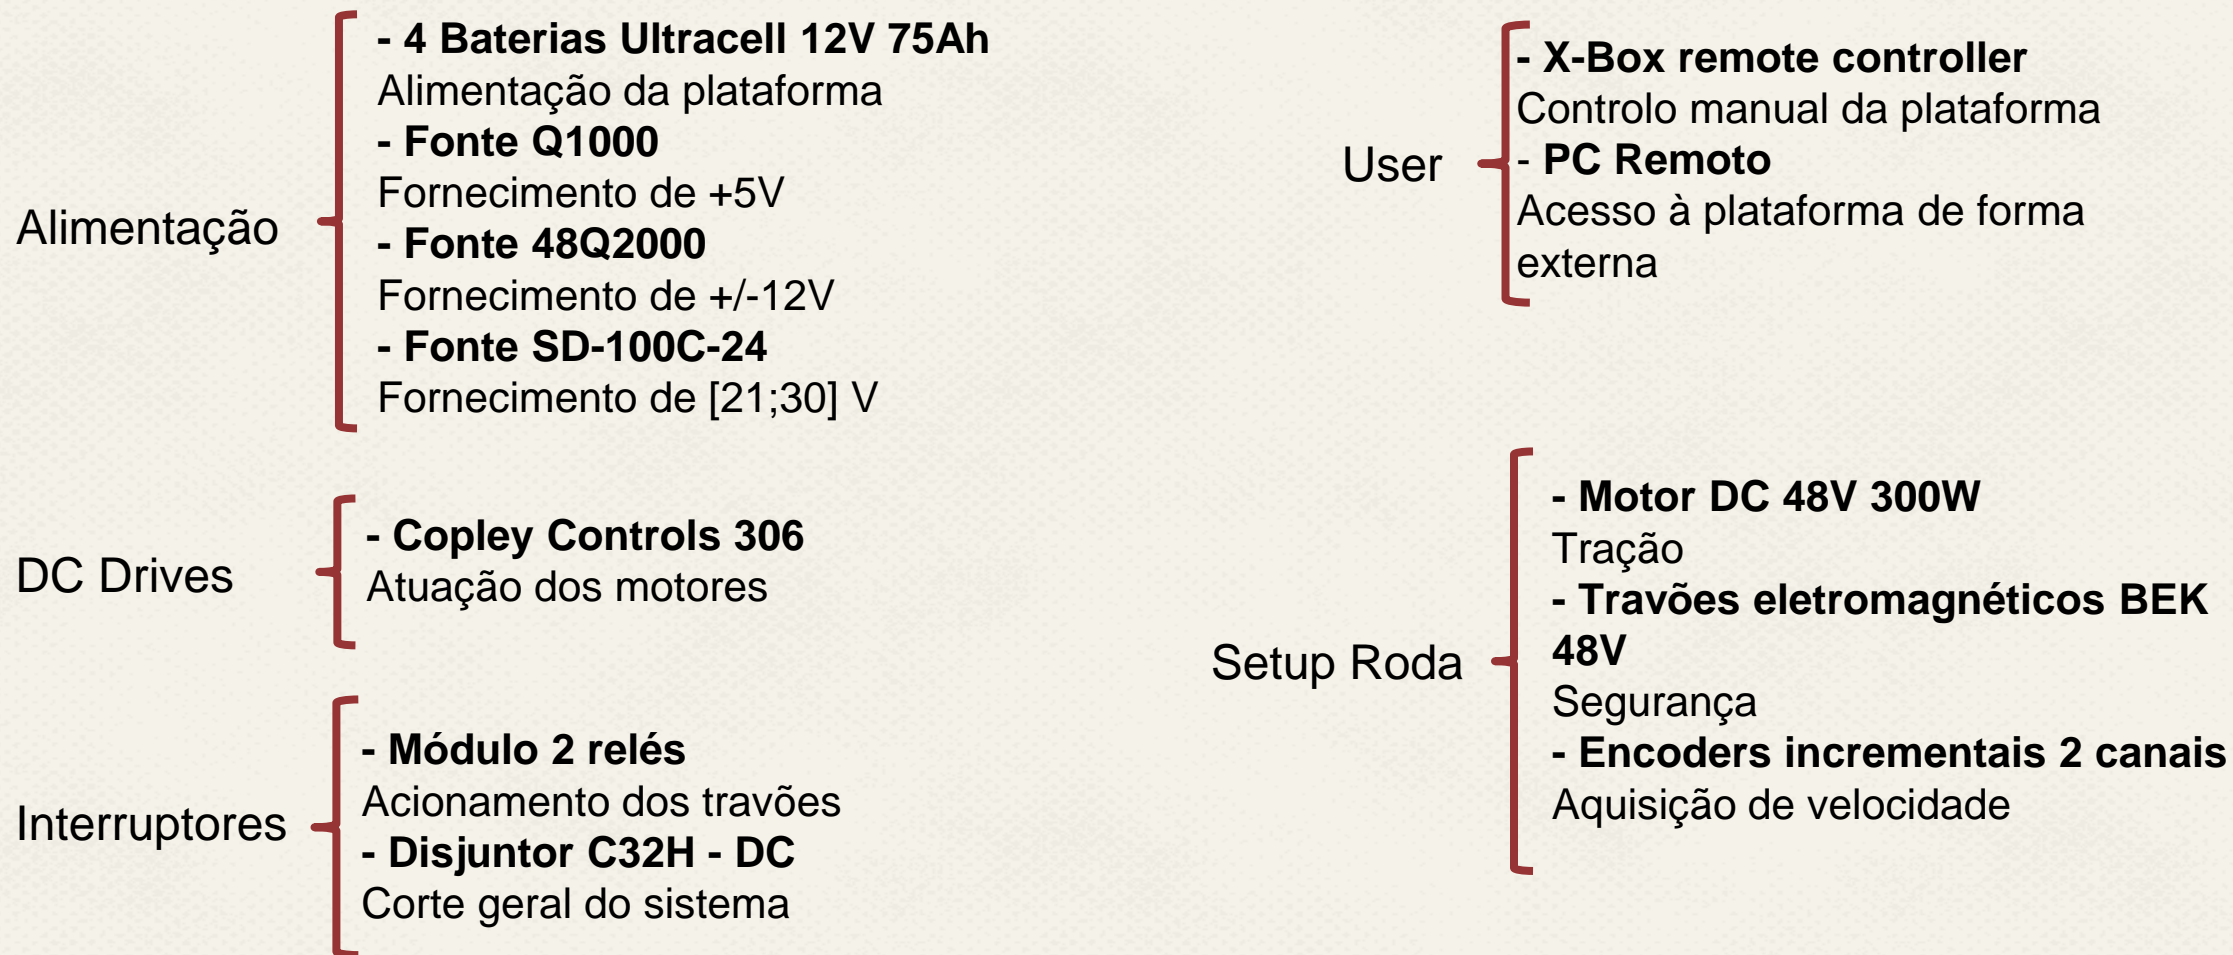 Alimentação
- 4 Baterias Ultracell 12V 75Ah
Alimentação da plataforma
- Fonte Q1000
Fornecimento de +5V
- Fonte 48Q2000
Fornecimento de +/-12V
- Fonte SD-100C-24
Fornecimento de [21;30] V
DC Drives
- Copley Controls 306
Atuação dos motores
Interruptores
- Módulo 2 relés
Acionamento dos travões
- Disjuntor C32H - DC
Corte geral do sistema
User
- X-Box remote controller
Controlo manual da plataforma
- PC Remoto
Acesso à plataforma de forma
externa
Setup Roda
- Motor DC 48V 300W
Tração
- Travões eletromagnéticos BEK
48V
Segurança
- Encoders incrementais 2 canais
Aquisição de velocidade